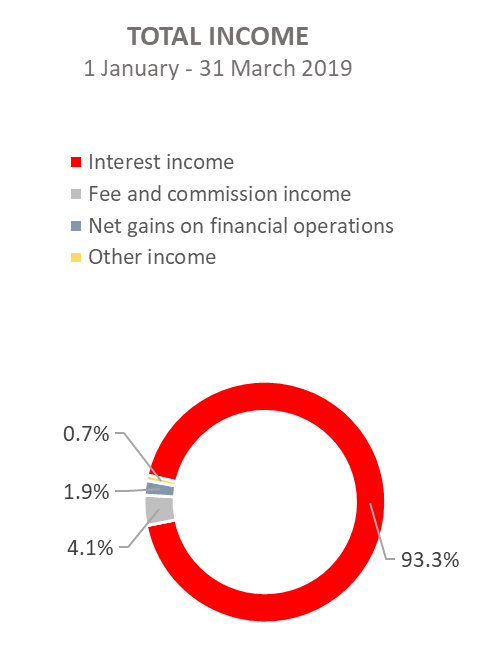 TOTAL INCOME
1 January - 31 March 2019
Interest income
Fee and commission income
Net gains on financial operations
Other income
0.7%
1.9%
4.1%
93.3%